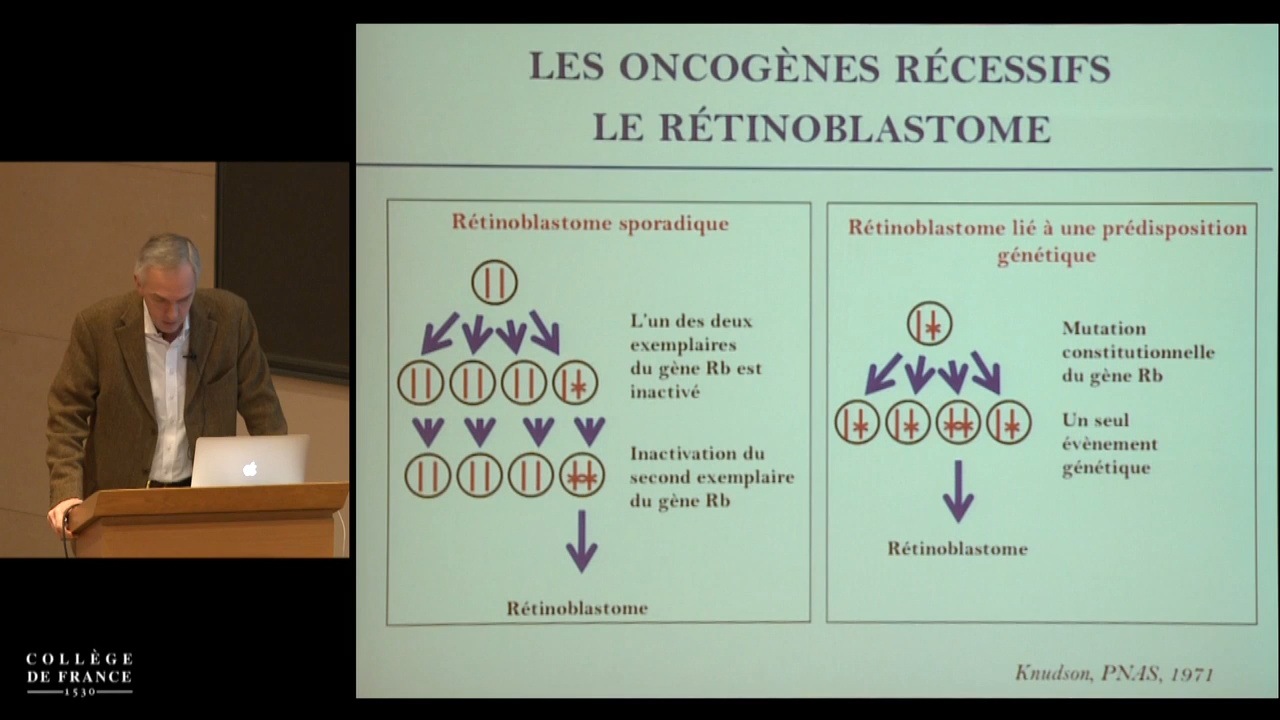 LES ONCOGÈNES RÉCESSIFS
LE RÉTINOBLASTOME
Rétinoblastome sporadique
L'un des deux
exemplaires
du gène Rb est
inactivé
Inactivation du
second exemplaire
du gène Rb
Rétinoblastome
Rétinoblastome lié à une prédisposition
génétique
Mutation
constitutionnelle
du gène Rb
Un seul
évènement
génétique
Rétinoblastome
Knudson, PNAS, 1971
COLLÈGE
DE FRANCE
1530